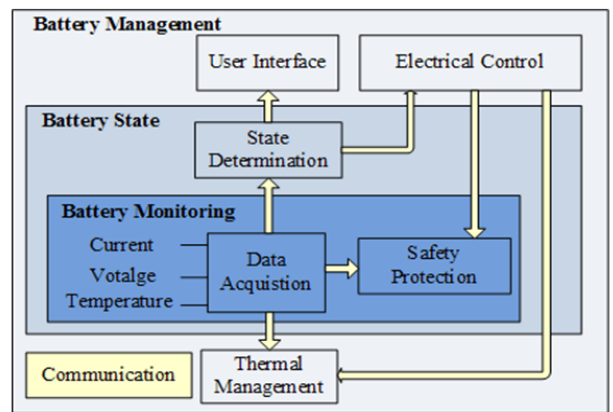 Battery Management
User Interface
Electrical Control
Battery State
State
Determination
Battery Monitoring
Current
Votalge
Temperature
Data
Acquistion
Safety
Protection
Communication
Thermal
Management